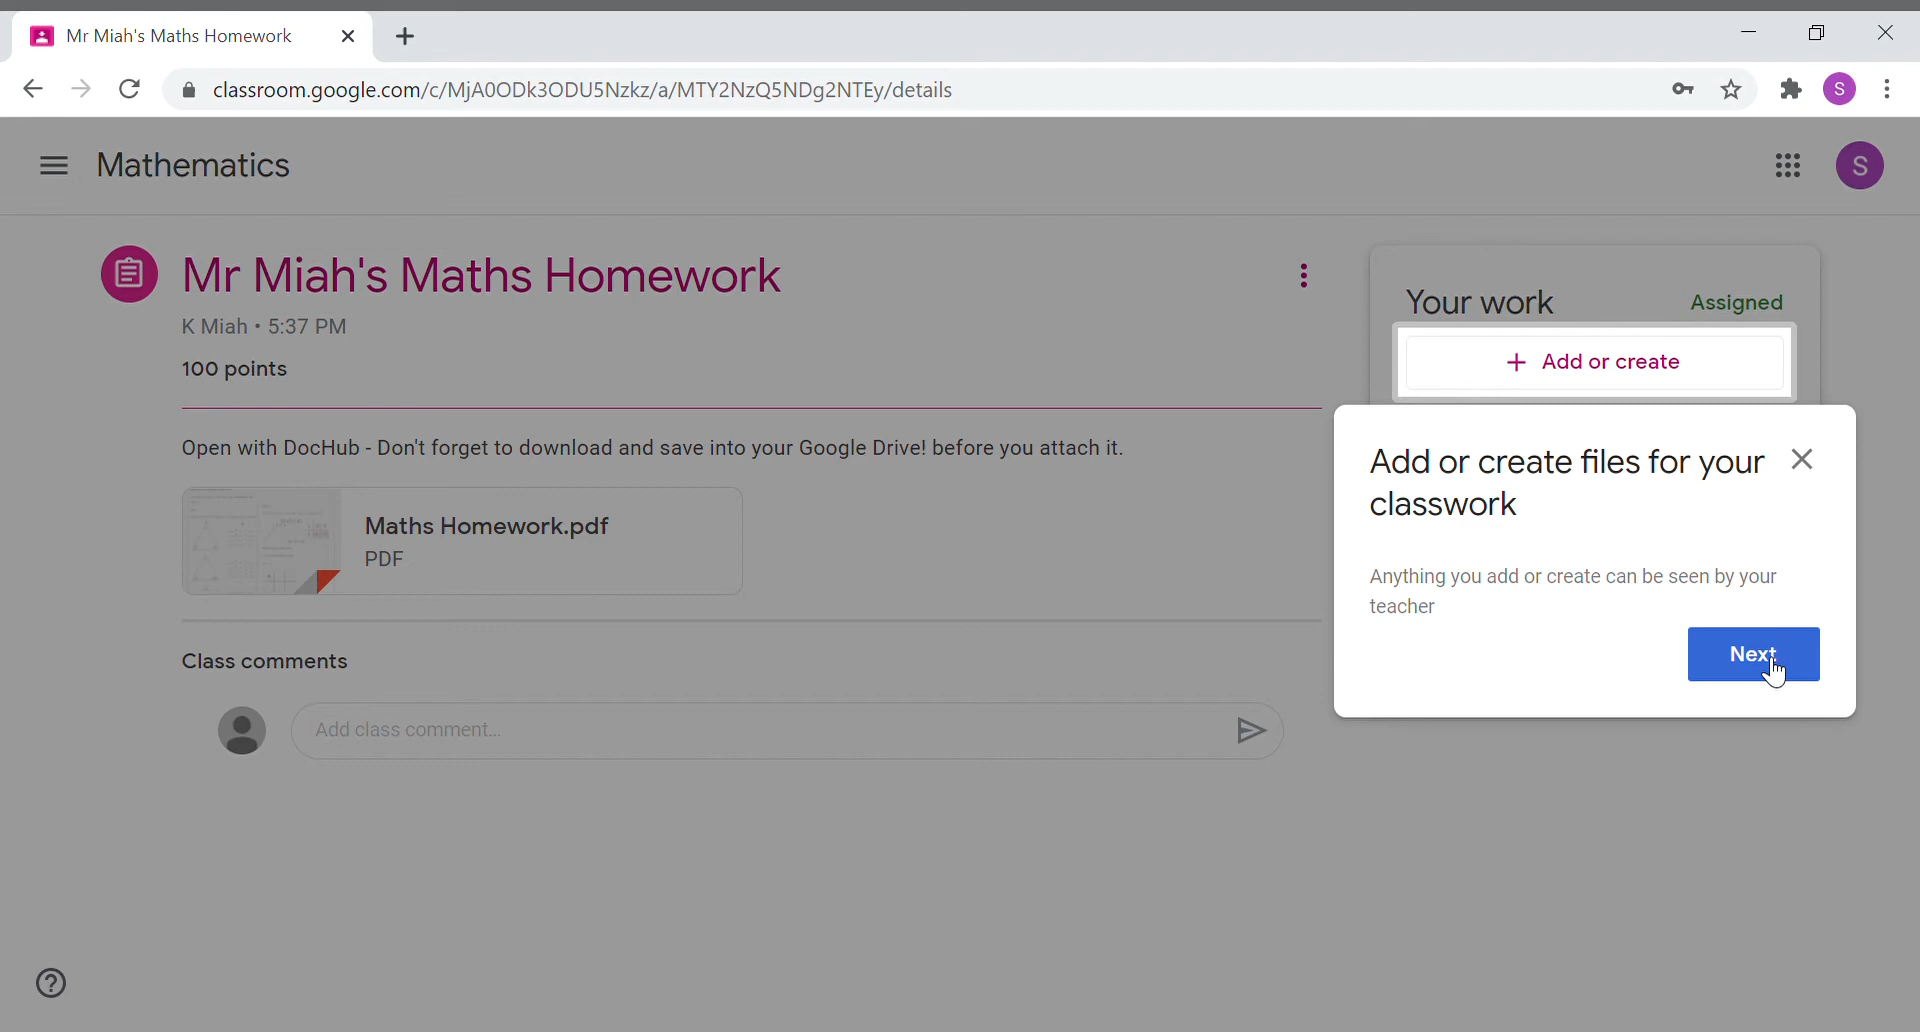 Mr Miah's Maths Homework
classroom.google.com/c/MjA0ODk3ODU5Nzkz/a/MTY2NzQ5NDg2NTEy/details
S
Mathematics
S
Mr Miah's Maths Homework
K Miah • 5:37 PM
100 points
Your work
Assigned
+ Add or create
Open with DocHub - Don't forget to download and save into your Google Drive! before you attach it.
Maths Homework.pdf
PDF
Add or create files for your
classwork
Anything you add or create can be seen by your
teacher
Next
Class comments
Add class comment...